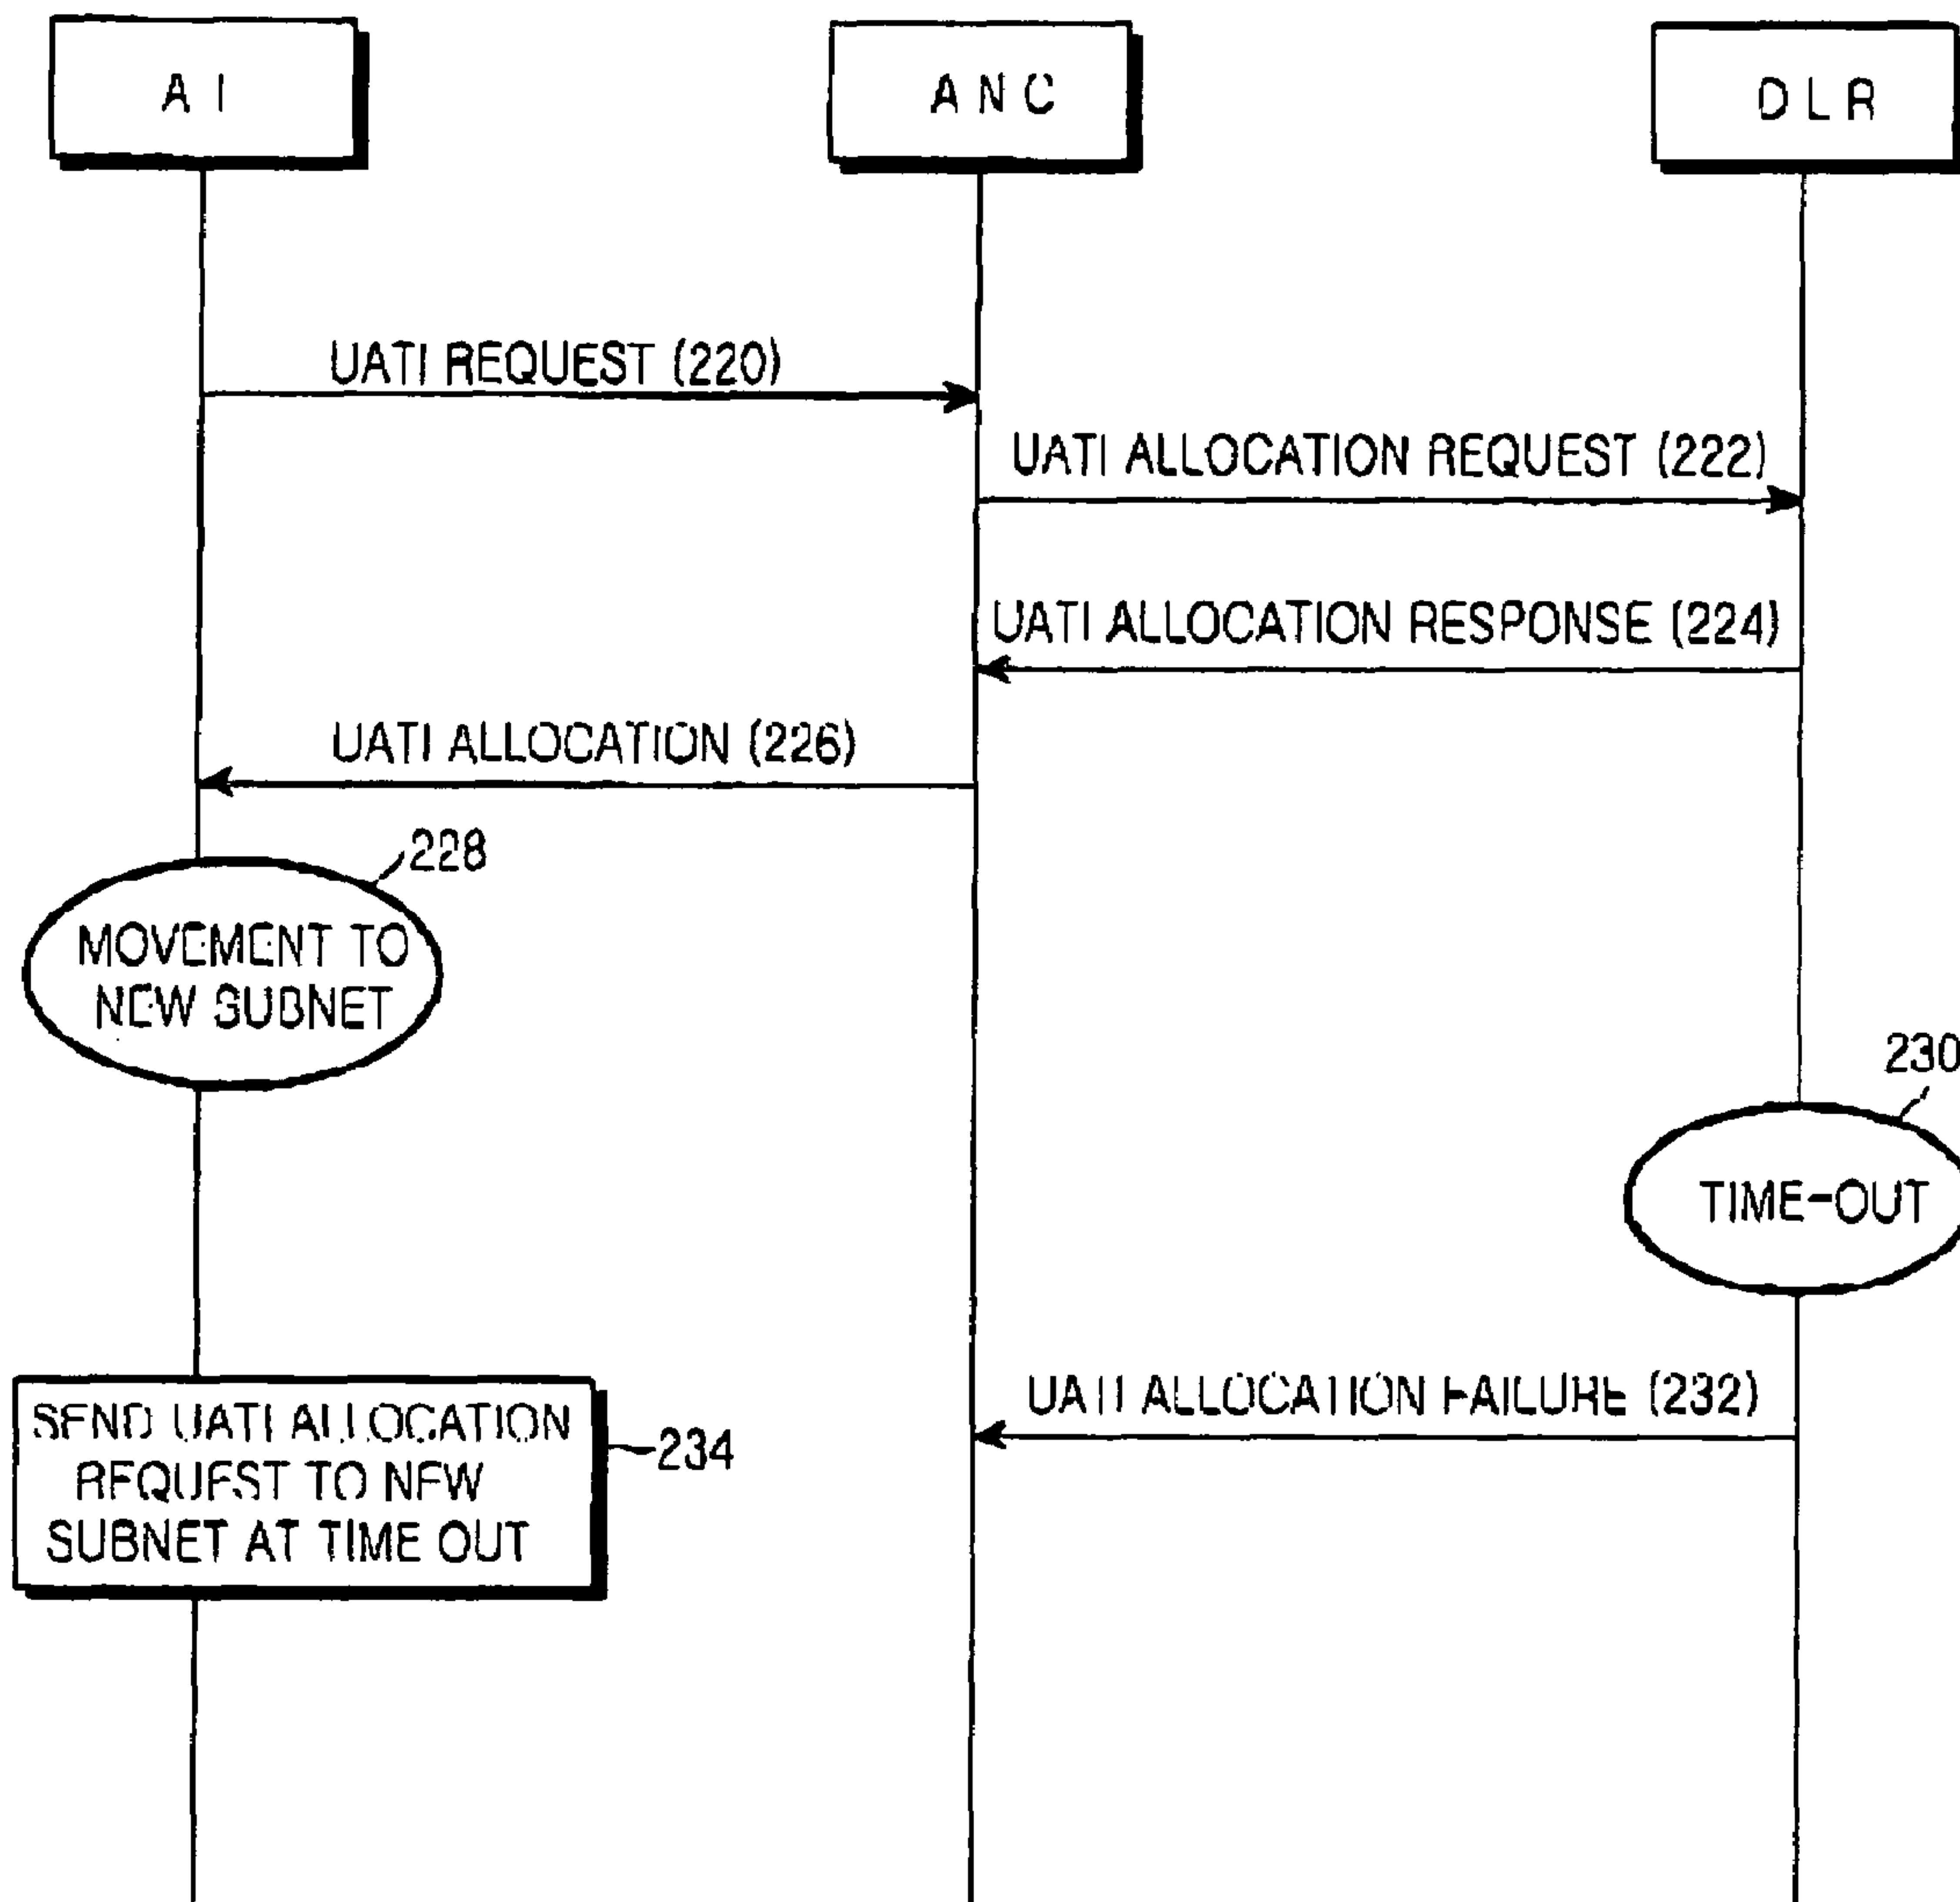 AT
ANC
DLR
UATI REQUEST (220)
UATI ALLOCATION REQUEST (222)
UATI ALLOCATION RESPONSE (224)
UATI ALLOCATION (226)
228
MOVEMENT TO
NEW SUBNET
230
TIME-OUT
UATI ALLOCATION FAILURE (232)
SEND UATI ALLOCATION
REQUEST TO NEW
SUBNET AT TIME OUT
234